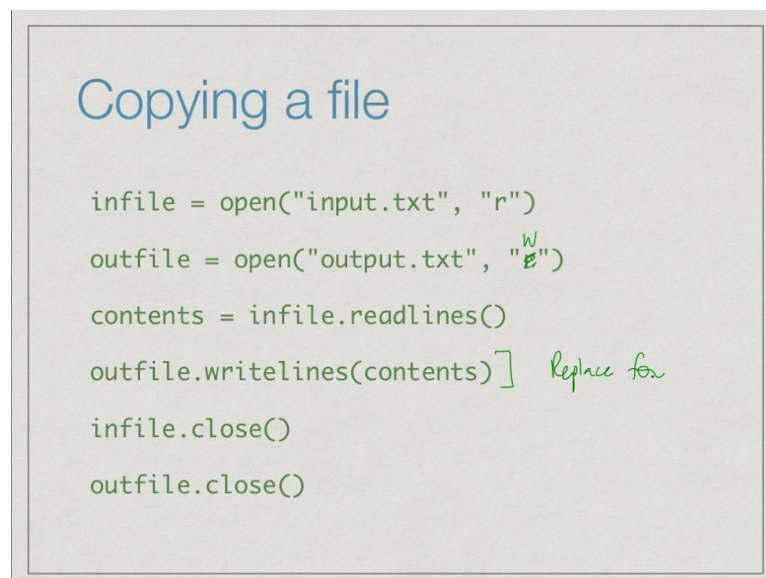 Copying a file
infile = open("input.txt", "r")
W
outfile = open("output.txt", "")
contents = infile.readlines()
outfile.writelines(contents)] Replace for
infile.close()
outfile.close()